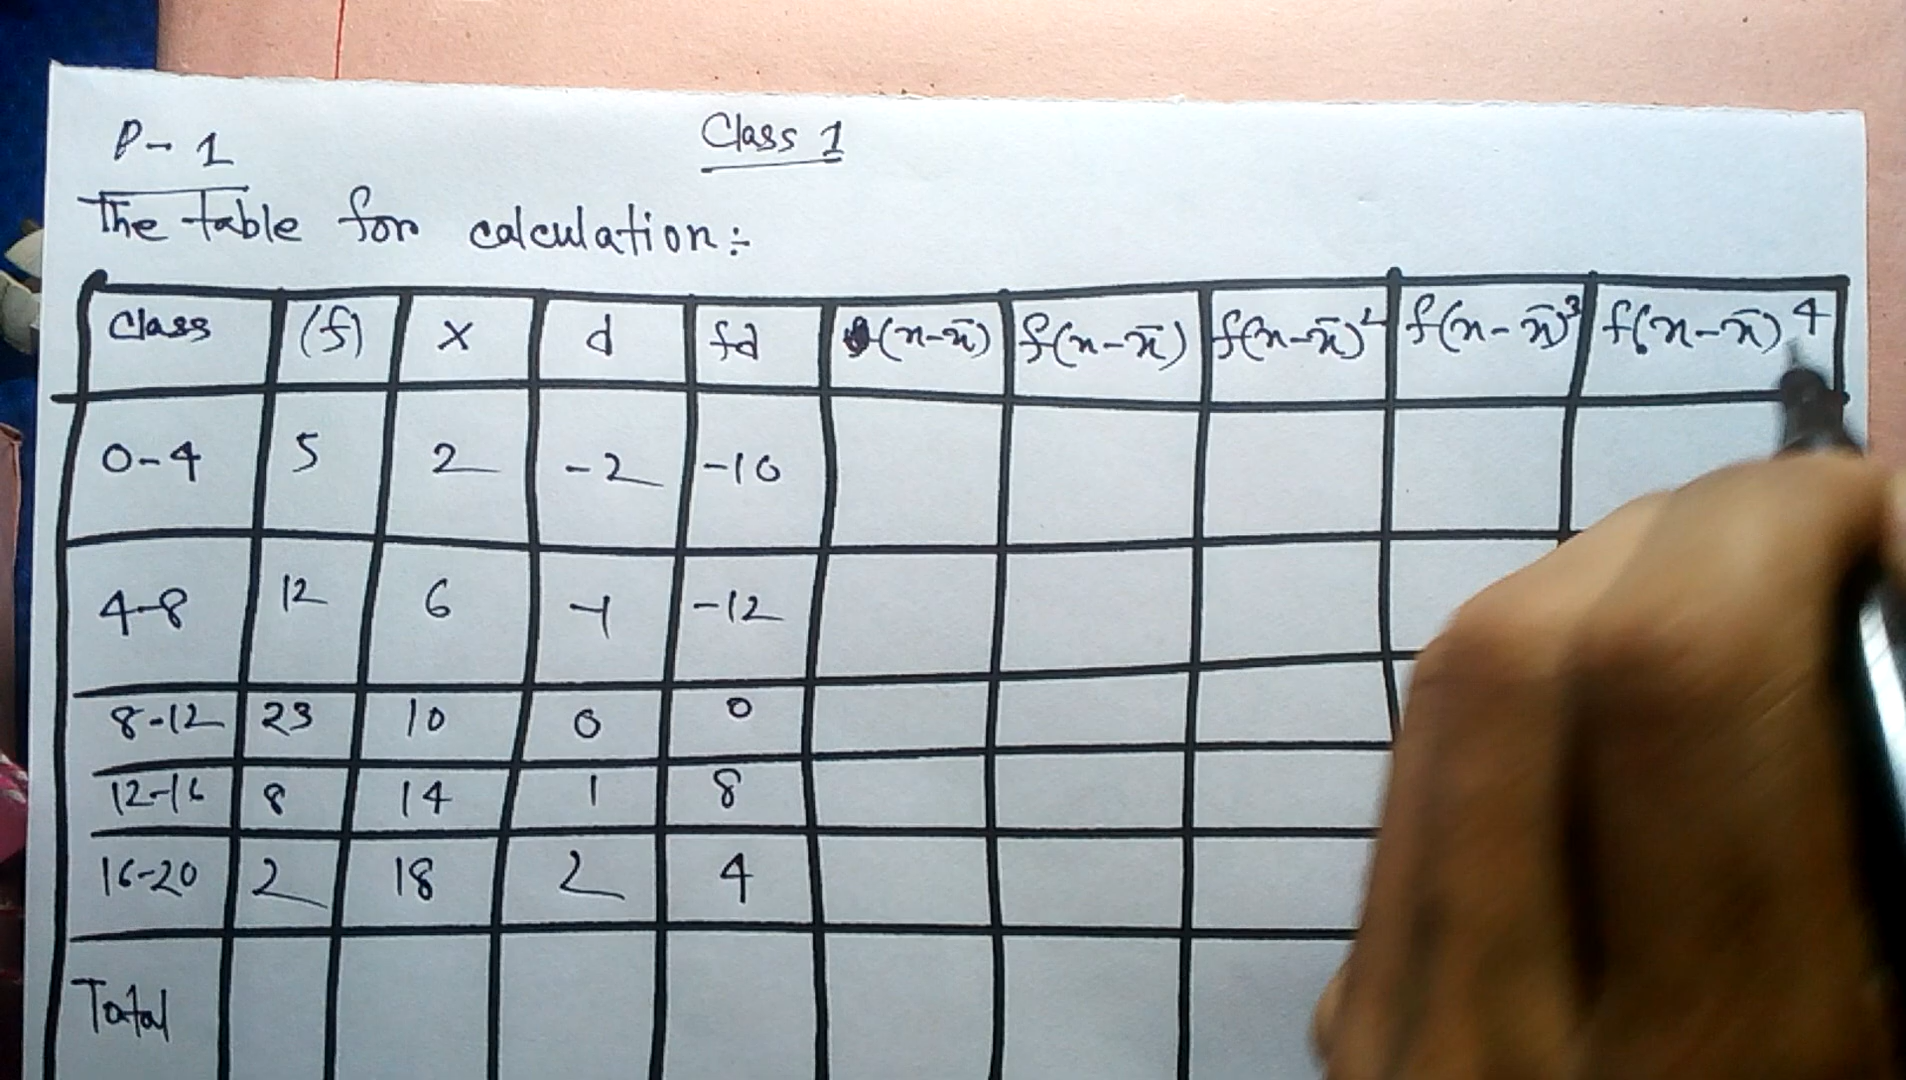 P-1
Class 1
The table for calculation:-
Class (f) x d fd (x-x̄) f(x-x̄) f(x-x̄)² f(x-x̄)³ f(x-x̄)⁴
0-4 5 2 -2 -10
4-8 12 6 -1 -12
8-12 23 10 0 0
12-16 8 14 1 8
16-20 2 18 2 4
Total